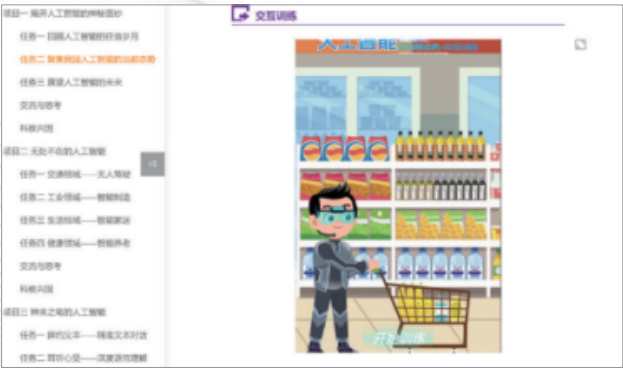 项目一 揭开人工智能的神秘面纱
任务一 回顾人工智能的往昔岁月
任务二 聚焦我国人工智能的当前态势
任务三 展望人工智能的未来
交流与思考
科教兴国
项目二 无处不在的人工智能
任务一 交通领域——无人驾驶
任务二 工业领域——智能制造
任务三 生活领域——智能家居
任务四 健康领域——智能养老
交流与思考
科教兴国
项目三 神来之笔的人工智能
任务一 辞约义丰——精准文本对话
任务二 耳听心受——深度语音理解
交互训练
人工智能
开始训练